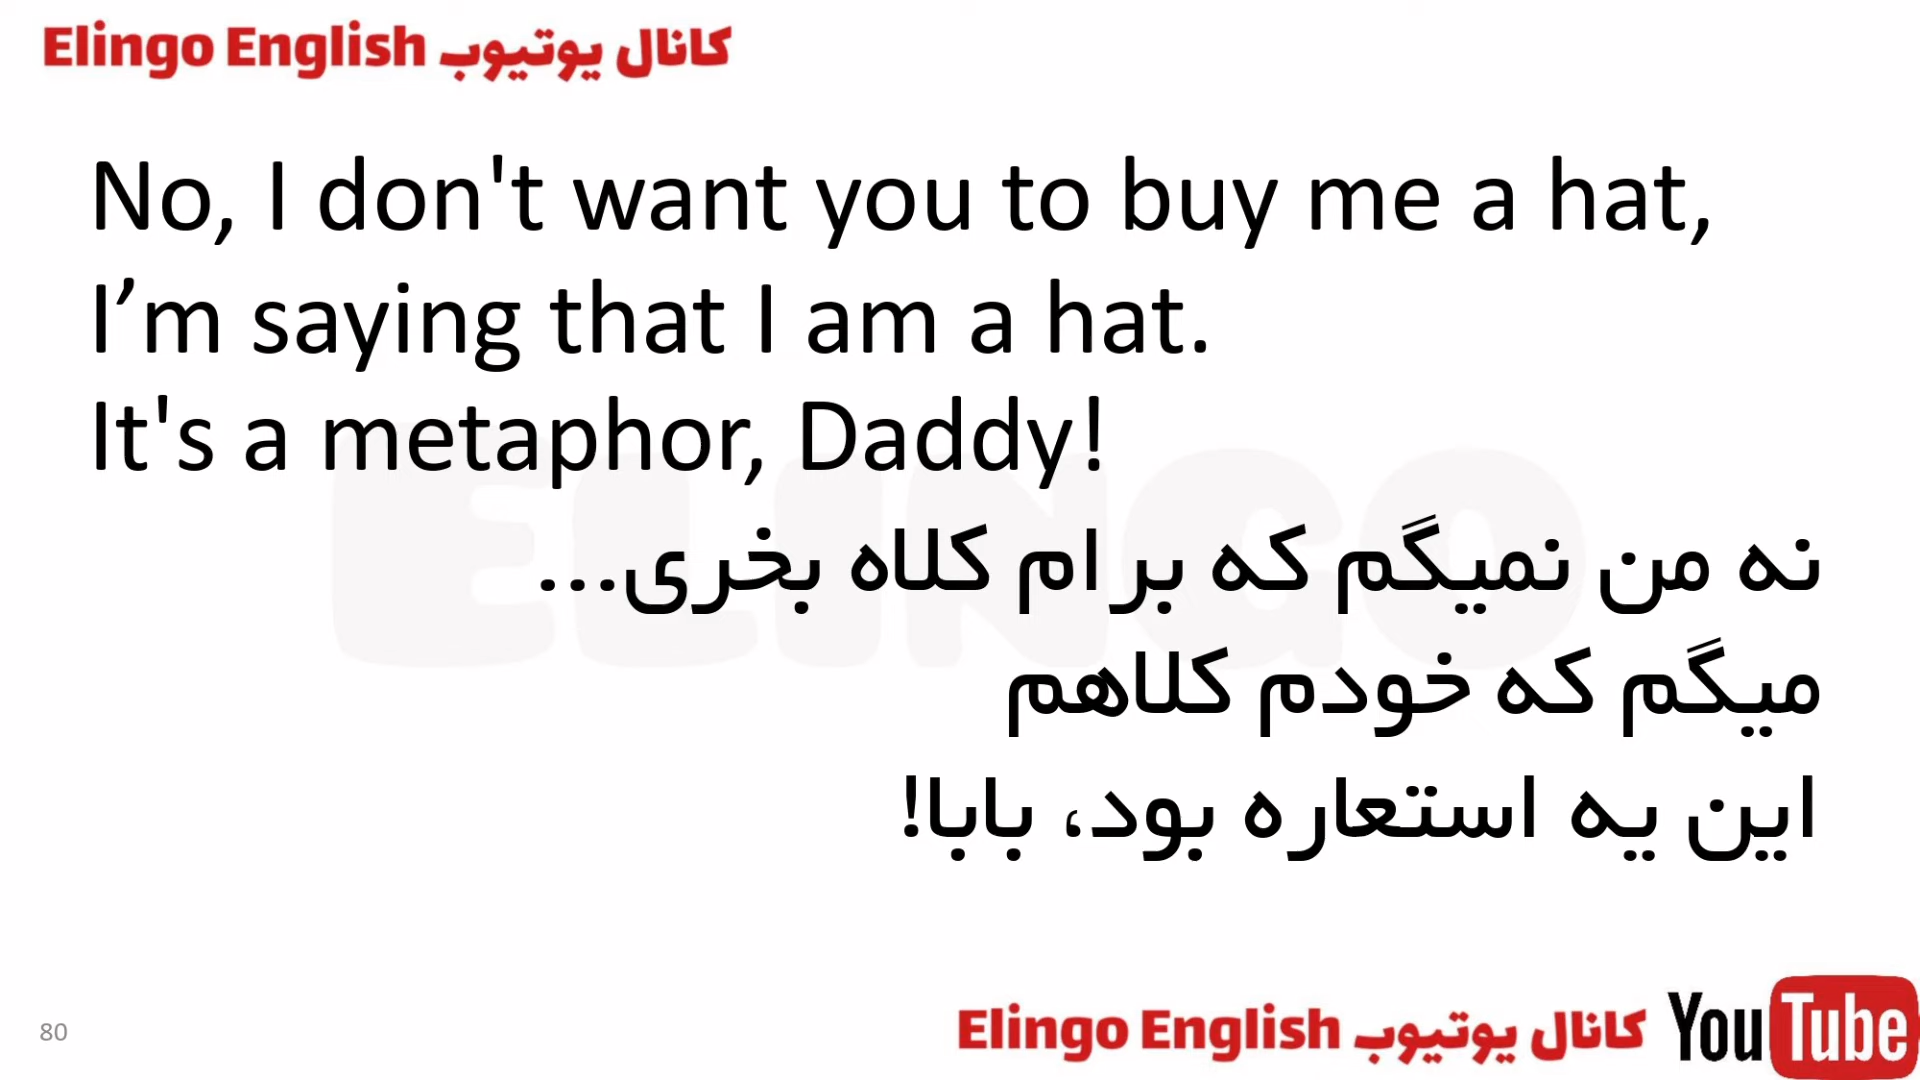 Elingo English کانال یوتیوب
No, I don't want you to buy me a hat,
I’m saying that I am a hat.
It's a metaphor, Daddy!
ELINGO
نه من نمیگم که برام کلاه بخری...
میگم که خودم کلاهم
این یه استعاره بود، بابا!
80
Elingo English کانال یوتیوب YouTube